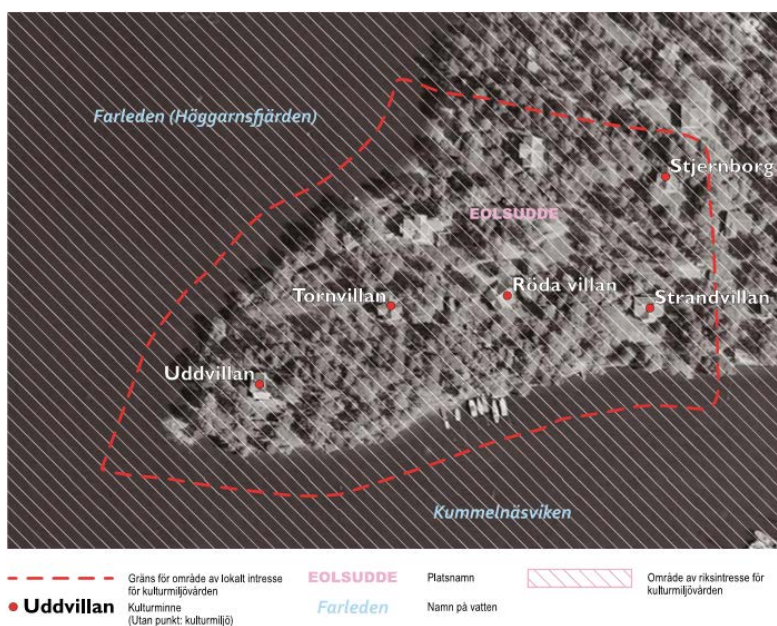 Farleden (Höggarnsfjärden)
Stjernborg
EOLSUDDE
Tornvillan
Röda villan
Strandvillan
Uddvillan
Kummelnäsviken
Gräns för område av lokalt intresse
för kulturmiljövården
EOLSUDDE
Platsnamn
Område av riksintresse för
kulturmiljövården
Uddvillan
Kulturminne
(Utan punkt: kulturmiljö)
Farleden
Namn på vatten